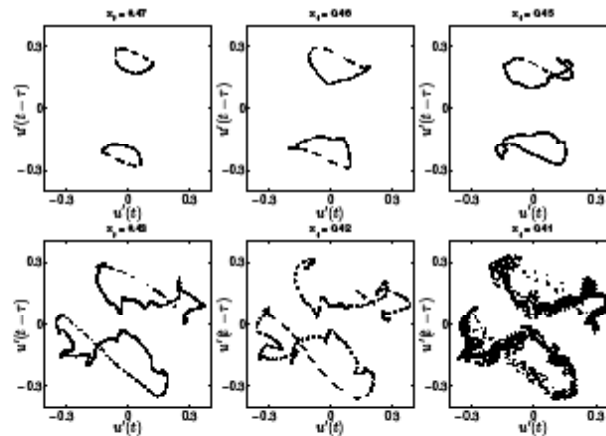 x_f = 0.47 x_f = 0.46 x_f = 0.45
0.3 0.3 0.3
u'(t − τ) u'(t − τ) u'(t − τ)
0 0 0
−0.3 −0.3 −0.3
−0.3 0 0.3 −0.3 0 0.3 −0.3 0 0.3
u'(t) u'(t) u'(t)
x_f = 0.43 x_f = 0.42 x_f = 0.41
0.3 0.3 0.3
u'(t − τ) u'(t − τ) u'(t − τ)
0 0 0
−0.3 −0.3 −0.3
−0.3 0 0.3 −0.3 0 0.3 −0.3 0 0.3
u'(t) u'(t) u'(t)